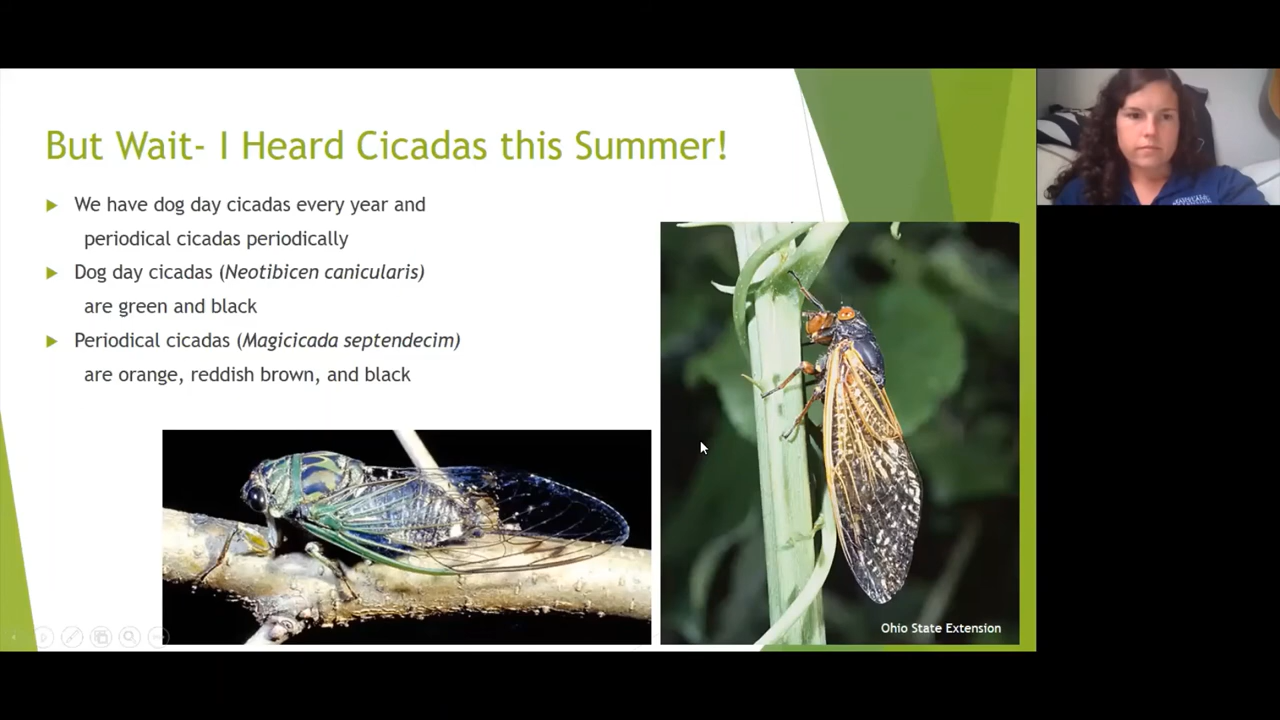 But Wait- I Heard Cicadas this Summer!
We have dog day cicadas every year and
periodical cicadas periodically
Dog day cicadas (Neotibicen canicularis)
are green and black
Periodical cicadas (Magicicada septendecim)
are orange, reddish brown, and black
Ohio State Extension